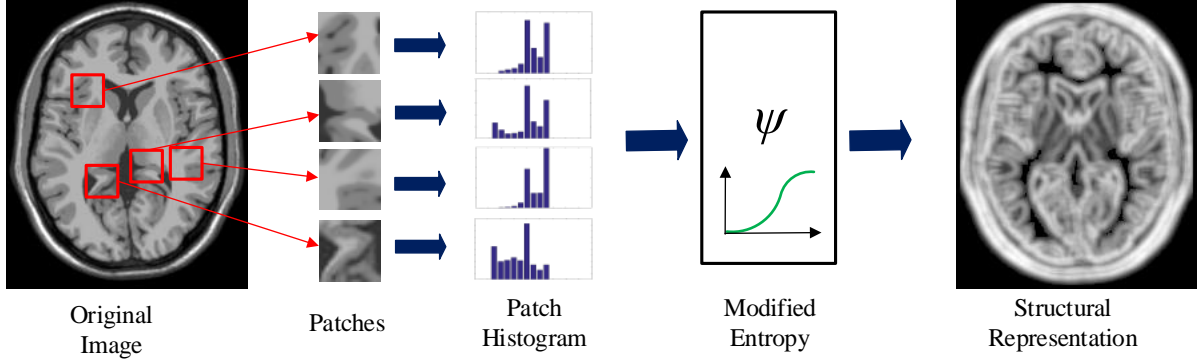 ψ
Original
Image
Patches
Patch
Histogram
Modified
Entropy
Structural
Representation